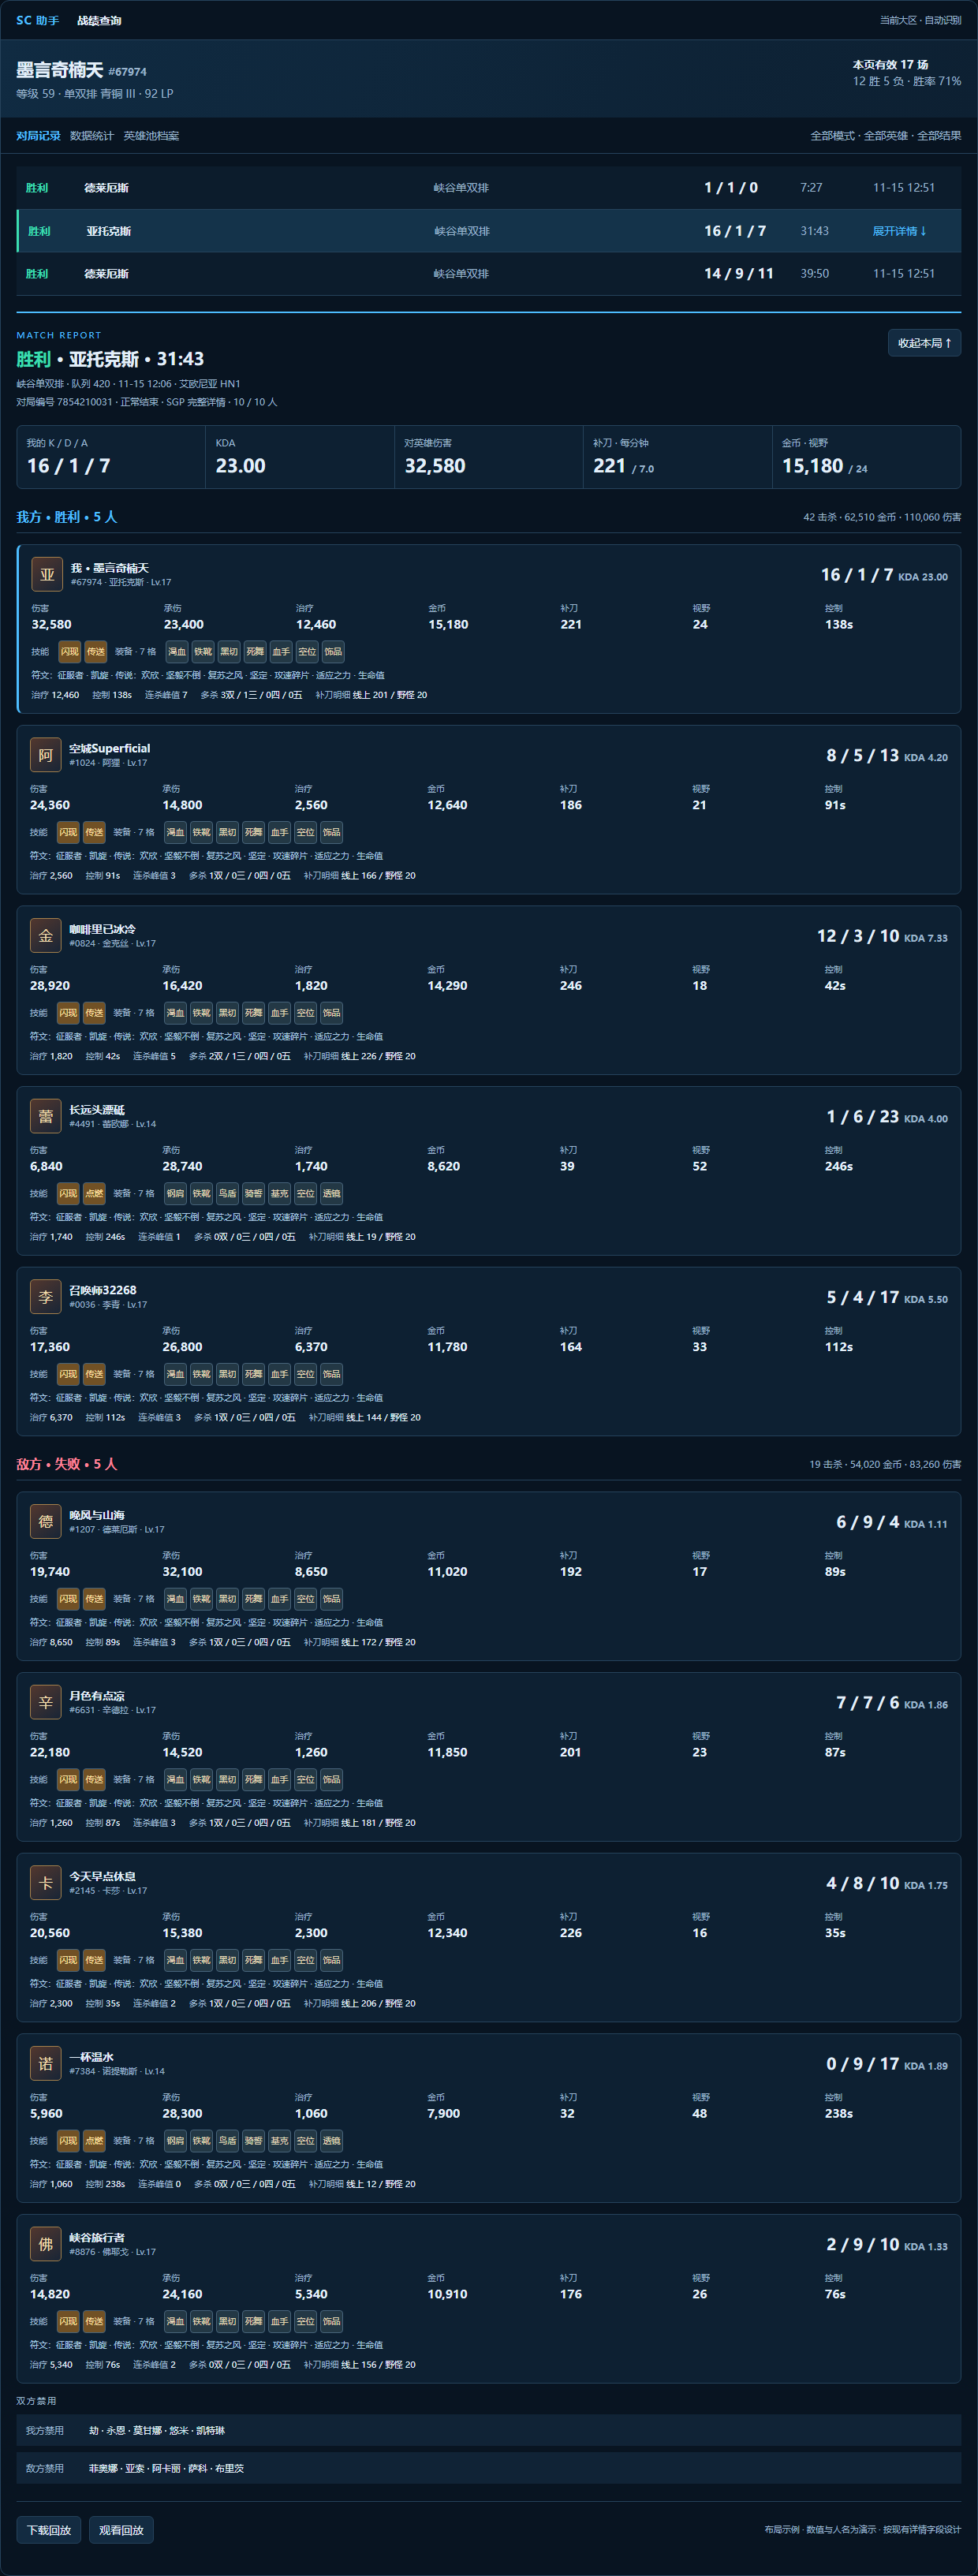 SC 助手 战绩查询 当前大区 · 自动识别
墨言奇楠天 #67974 本页有效 17 场
等级 59 · 单双排 青铜 III · 92 LP 12 胜 5 负 · 胜率 71%
对局记录 数据统计 英雄池档案 全部模式 · 全部英雄 · 全部结果
胜利 德莱厄斯 峡谷单双排 1 / 1 / 0 7:27 11-15 12:51
胜利 亚托克斯 峡谷单双排 16 / 1 / 7 31:43 展开详情 ↓
胜利 德莱厄斯 峡谷单双排 14 / 9 / 11 39:50 11-15 12:51
MATCH REPORT
胜利 • 亚托克斯 • 31:43 收起本局 ↑
峡谷单双排 · 队列 420 · 11-15 12:06 · 艾欧尼亚 HN1
对局编号 7854210031 · 正常结束 · SGP 完整详情 · 10 / 10 人
我的 K / D / A KDA 对英雄伤害 补刀 · 每分钟 金币 · 视野
16 / 1 / 7 23.00 32,580 221 / 7.0 15,180 / 24
我方 • 胜利 • 5 人 42 击杀 · 62,510 金币 · 110,060 伤害
亚 我 • 墨言奇楠天 16 / 1 / 7 KDA 23.00
#67974 · 亚托克斯 · Lv.17
伤害 承伤 治疗 金币 补刀 视野 控制
32,580 23,400 12,460 15,180 221 24 138s
技能 闪现 传送 装备 · 7 格 渴血 铁靴 黑切 死舞 血手 空位 饰品
符文：征服者 · 凯旋 · 传说：欢欣 · 坚毅不倒 · 复苏之风 · 坚定 · 攻速碎片 · 适应之力 · 生命值
治疗 12,460 控制 138s 连杀峰值 7 多杀 3双 / 1三 / 0四 / 0五 补刀明细 线上 201 / 野怪 20
阿 空城Superficial 8 / 5 / 13 KDA 4.20
#1024 · 阿狸 · Lv.17
伤害 承伤 治疗 金币 补刀 视野 控制
24,360 14,800 2,560 12,640 186 21 91s
技能 闪现 传送 装备 · 7 格 渴血 铁靴 黑切 死舞 血手 空位 饰品
符文：征服者 · 凯旋 · 传说：欢欣 · 坚毅不倒 · 复苏之风 · 坚定 · 攻速碎片 · 适应之力 · 生命值
治疗 2,560 控制 91s 连杀峰值 3 多杀 1双 / 0三 / 0四 / 0五 补刀明细 线上 166 / 野怪 20
金 咖啡里已冰冷 12 / 3 / 10 KDA 7.33
#0824 · 金克丝 · Lv.17
伤害 承伤 治疗 金币 补刀 视野 控制
28,920 16,420 1,820 14,290 246 18 42s
技能 闪现 传送 装备 · 7 格 渴血 铁靴 黑切 死舞 血手 空位 饰品
符文：征服者 · 凯旋 · 传说：欢欣 · 坚毅不倒 · 复苏之风 · 坚定 · 攻速碎片 · 适应之力 · 生命值
治疗 1,820 控制 42s 连杀峰值 5 多杀 2双 / 1三 / 0四 / 0五 补刀明细 线上 226 / 野怪 20
蕾 长远头漂砥 1 / 6 / 23 KDA 4.00
#4491 · 蕾欧娜 · Lv.14
伤害 承伤 治疗 金币 补刀 视野 控制
6,840 28,740 1,740 8,620 39 52 246s
技能 闪现 点燃 装备 · 7 格 钢肩 铁靴 鸟盾 骑誓 基克 空位 透镜
符文：征服者 · 凯旋 · 传说：欢欣 · 坚毅不倒 · 复苏之风 · 坚定 · 攻速碎片 · 适应之力 · 生命值
治疗 1,740 控制 246s 连杀峰值 1 多杀 0双 / 0三 / 0四 / 0五 补刀明细 线上 19 / 野怪 20
李 召唤师32268 5 / 4 / 17 KDA 5.50
#0036 · 李青 · Lv.17
伤害 承伤 治疗 金币 补刀 视野 控制
17,360 26,800 6,370 11,780 164 33 112s
技能 闪现 传送 装备 · 7 格 渴血 铁靴 黑切 死舞 血手 空位 饰品
符文：征服者 · 凯旋 · 传说：欢欣 · 坚毅不倒 · 复苏之风 · 坚定 · 攻速碎片 · 适应之力 · 生命值
治疗 6,370 控制 112s 连杀峰值 3 多杀 1双 / 0三 / 0四 / 0五 补刀明细 线上 144 / 野怪 20
敌方 • 失败 • 5 人 19 击杀 · 54,020 金币 · 83,260 伤害
德 晚风与山海 6 / 9 / 4 KDA 1.11
#1207 · 德莱厄斯 · Lv.17
伤害 承伤 治疗 金币 补刀 视野 控制
19,740 32,100 8,650 11,020 192 17 89s
技能 闪现 传送 装备 · 7 格 渴血 铁靴 黑切 死舞 血手 空位 饰品
符文：征服者 · 凯旋 · 传说：欢欣 · 坚毅不倒 · 复苏之风 · 坚定 · 攻速碎片 · 适应之力 · 生命值
治疗 8,650 控制 89s 连杀峰值 3 多杀 1双 / 0三 / 0四 / 0五 补刀明细 线上 172 / 野怪 20
辛 月色有点凉 7 / 7 / 6 KDA 1.86
#6631 · 辛德拉 · Lv.17
伤害 承伤 治疗 金币 补刀 视野 控制
22,180 14,520 1,260 11,850 201 23 87s
技能 闪现 传送 装备 · 7 格 渴血 铁靴 黑切 死舞 血手 空位 饰品
符文：征服者 · 凯旋 · 传说：欢欣 · 坚毅不倒 · 复苏之风 · 坚定 · 攻速碎片 · 适应之力 · 生命值
治疗 1,260 控制 87s 连杀峰值 3 多杀 1双 / 0三 / 0四 / 0五 补刀明细 线上 181 / 野怪 20
卡 今天早点休息 4 / 8 / 10 KDA 1.75
#2145 · 卡莎 · Lv.17
伤害 承伤 治疗 金币 补刀 视野 控制
20,560 15,380 2,300 12,340 226 16 35s
技能 闪现 传送 装备 · 7 格 渴血 铁靴 黑切 死舞 血手 空位 饰品
符文：征服者 · 凯旋 · 传说：欢欣 · 坚毅不倒 · 复苏之风 · 坚定 · 攻速碎片 · 适应之力 · 生命值
治疗 2,300 控制 35s 连杀峰值 2 多杀 1双 / 0三 / 0四 / 0五 补刀明细 线上 206 / 野怪 20
诺 一杯温水 0 / 9 / 17 KDA 1.89
#7384 · 诺提勒斯 · Lv.14
伤害 承伤 治疗 金币 补刀 视野 控制
5,960 28,300 1,060 7,900 32 48 238s
技能 闪现 点燃 装备 · 7 格 钢肩 铁靴 鸟盾 骑誓 基克 空位 透镜
符文：征服者 · 凯旋 · 传说：欢欣 · 坚毅不倒 · 复苏之风 · 坚定 · 攻速碎片 · 适应之力 · 生命值
治疗 1,060 控制 238s 连杀峰值 0 多杀 0双 / 0三 / 0四 / 0五 补刀明细 线上 12 / 野怪 20
佛 峡谷旅行者 2 / 9 / 10 KDA 1.33
#8876 · 佛耶戈 · Lv.17
伤害 承伤 治疗 金币 补刀 视野 控制
14,820 24,160 5,340 10,910 176 26 76s
技能 闪现 传送 装备 · 7 格 渴血 铁靴 黑切 死舞 血手 空位 饰品
符文：征服者 · 凯旋 · 传说：欢欣 · 坚毅不倒 · 复苏之风 · 坚定 · 攻速碎片 · 适应之力 · 生命值
治疗 5,340 控制 76s 连杀峰值 2 多杀 0双 / 0三 / 0四 / 0五 补刀明细 线上 156 / 野怪 20
双方禁用
我方禁用 劫 · 永恩 · 莫甘娜 · 悠米 · 凯特琳
敌方禁用 菲奥娜 · 亚索 · 阿卡丽 · 萨科 · 布里茨
下载回放 观看回放 布局示例 · 数值与人名为演示 · 按现有详情字段设计